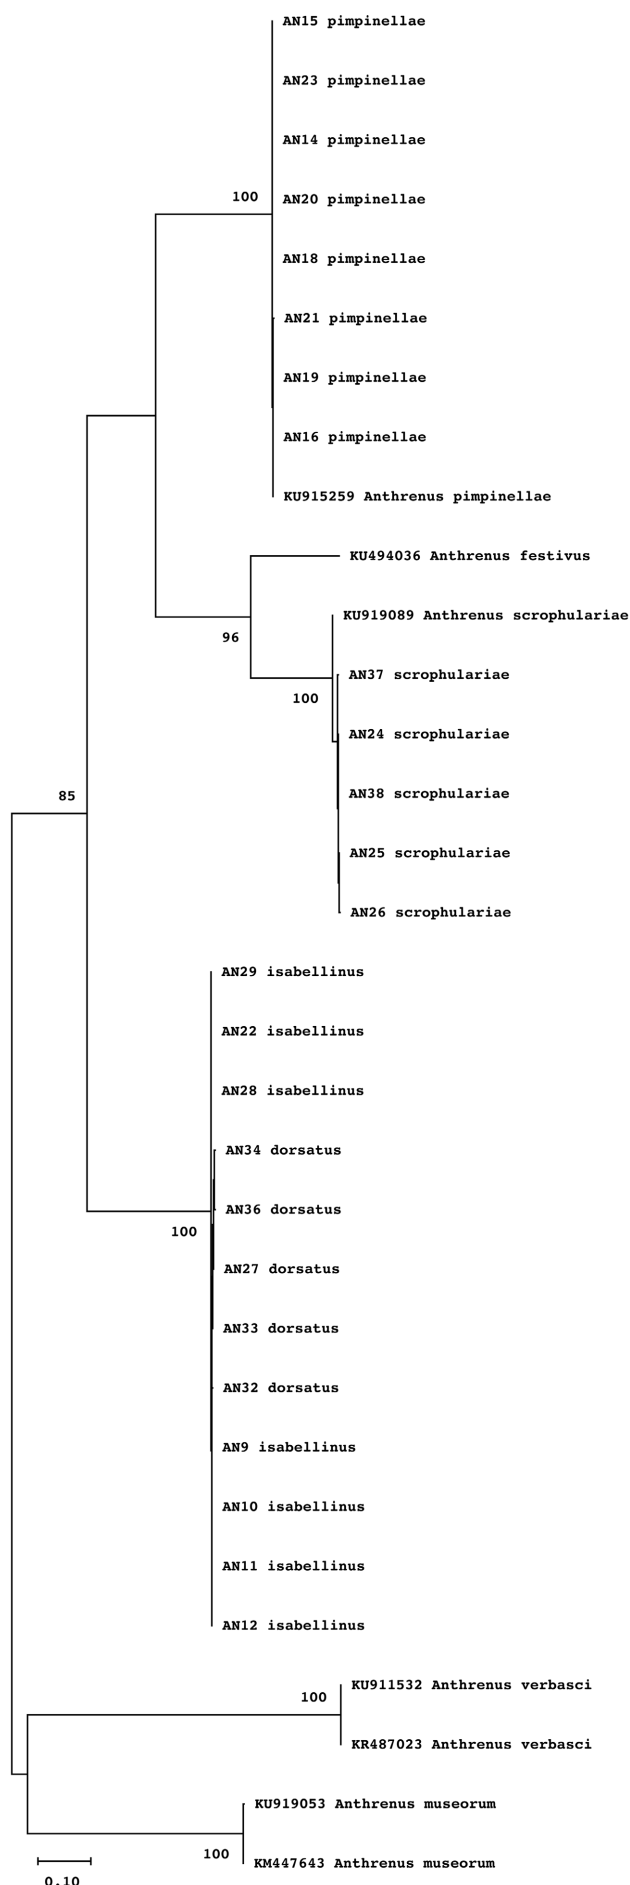 AN15 pimpinellae
AN23 pimpinellae
AN14 pimpinellae
100
AN20 pimpinellae
AN18 pimpinellae
AN21 pimpinellae
AN19 pimpinellae
AN16 pimpinellae
KU915259 Anthrenus pimpinellae
KU494036 Anthrenus festivus
KU919089 Anthrenus scrophulariae
96
AN37 scrophulariae
100
AN24 scrophulariae
AN38 scrophulariae
85
AN25 scrophulariae
AN26 scrophulariae
AN29 isabellinus
AN22 isabellinus
AN28 isabellinus
AN34 dorsatus
AN36 dorsatus
100
AN27 dorsatus
AN33 dorsatus
AN32 dorsatus
AN9 isabellinus
AN10 isabellinus
AN11 isabellinus
AN12 isabellinus
KU911532 Anthrenus verbasci
100
KR487023 Anthrenus verbasci
KU919053 Anthrenus museorum
100
KM447643 Anthrenus museorum
0.10